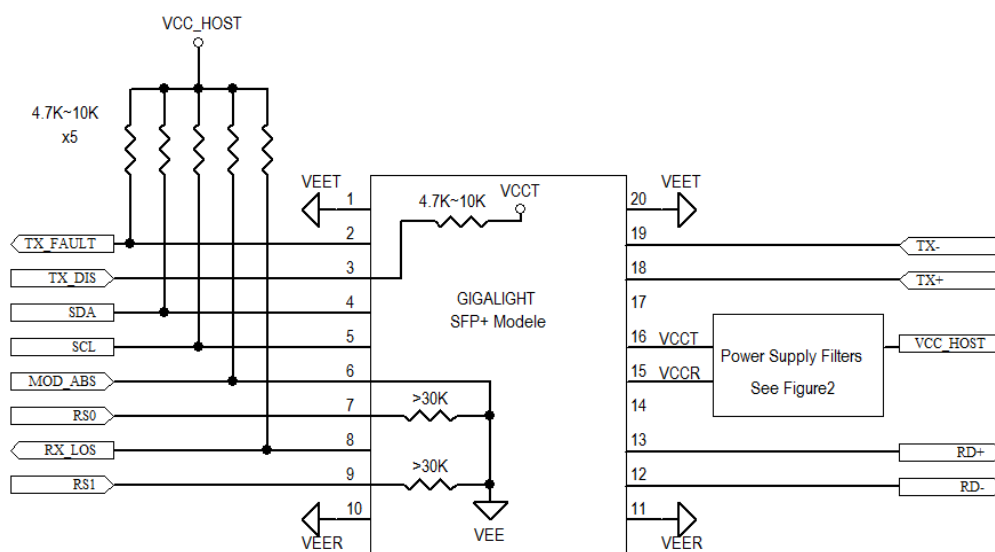 VCC_HOST
4.7K~10K
x5
VEET
1
4.7K~10K
VCCT
20
VEET
TX_FAULT
2
19
TX-
TX_DIS
3
18
TX+
SDA
4
GIGALIGHT
SFP+ Modele
17
SCL
5
16
VCCT
Power Supply Filters
See Figure2
VCC_HOST
MOD_ABS
6
15
VCCR
RS0
7
>30K
14
RX_LOS
8
13
RD+
RS1
9
>30K
12
RD-
10
VEER
VEE
11
VEER